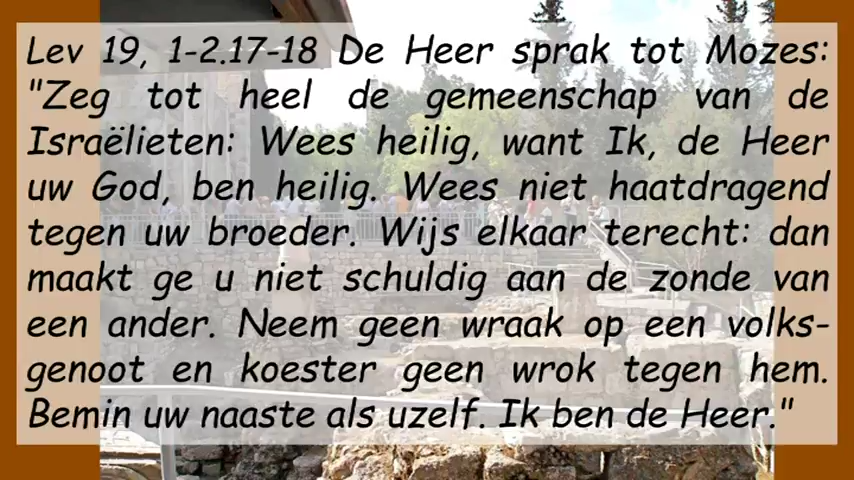 Lev 19, 1-2.17-18 De Heer sprak tot Mozes:
"Zeg tot heel de gemeenschap van de
Israëlieten: Wees heilig, want Ik, de Heer
uw God, ben heilig. Wees niet haatdragend
tegen uw broeder. Wijs elkaar terecht: dan
maakt ge u niet schuldig aan de zonde van
een ander. Neem geen wraak op een volks-
genoot en koester geen wrok tegen hem.
Bemin uw naaste als uzelf. Ik ben de Heer."